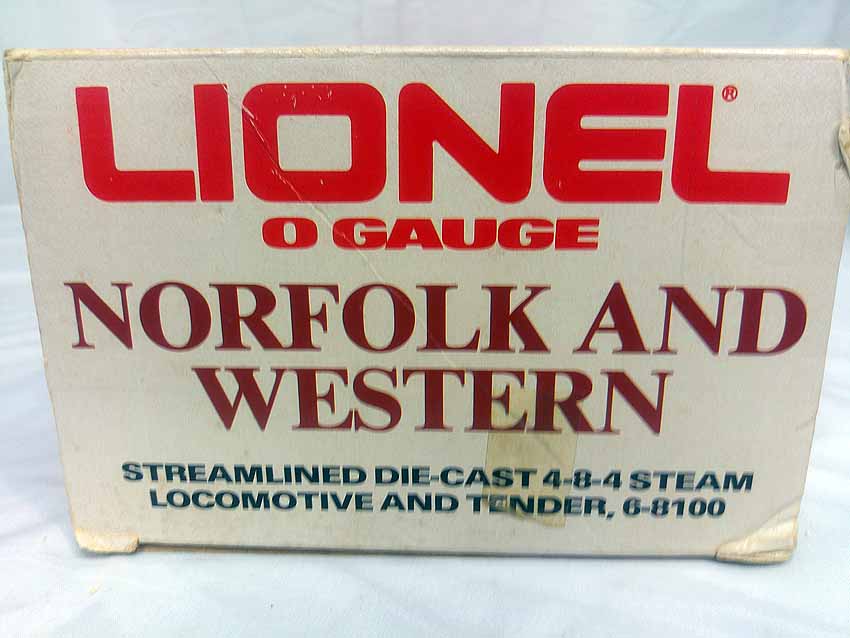 LIONEL®
O GAUGE
NORFOLK AND
WESTERN
STREAMLINED DIE-CAST 4-8-4 STEAM
LOCOMOTIVE AND TENDER, 6-8100